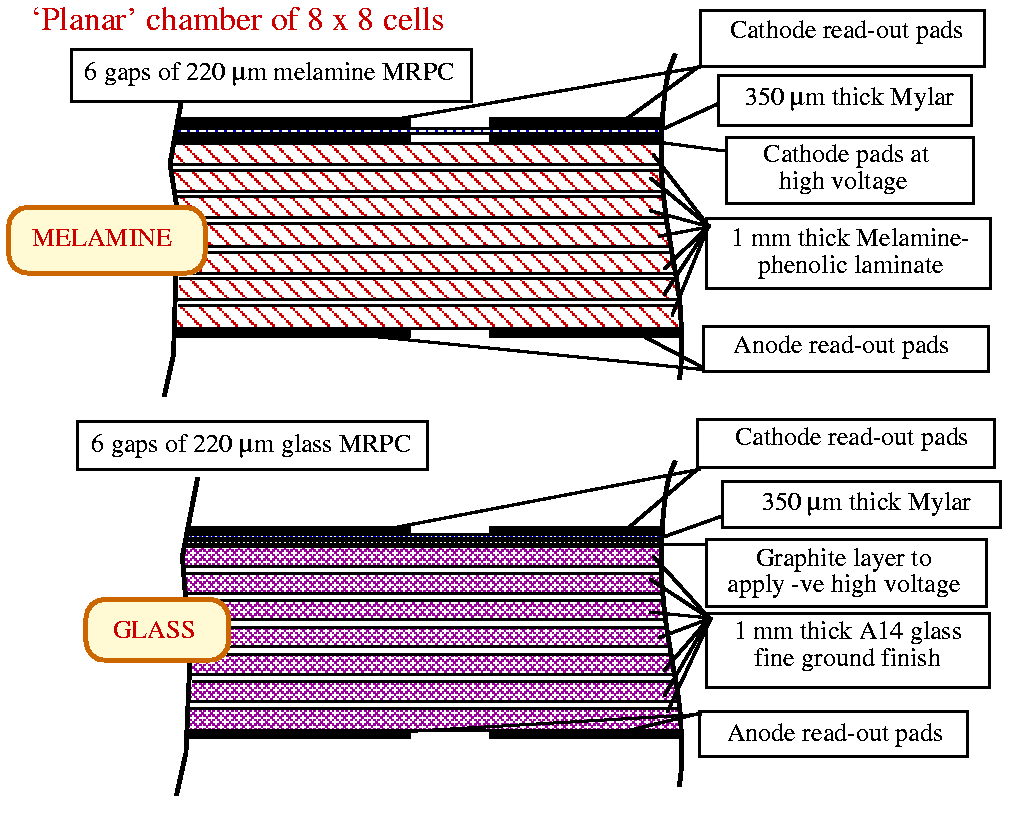 ‘Planar’ chamber of 8 x 8 cells
6 gaps of 220 µm melamine MRPC
Cathode read-out pads
350 µm thick Mylar
Cathode pads at
high voltage
MELAMINE
1 mm thick Melamine-
phenolic laminate
Anode read-out pads
6 gaps of 220 µm glass MRPC
Cathode read-out pads
350 µm thick Mylar
Graphite layer to
apply -ve high voltage
GLASS
1 mm thick A14 glass
fine ground finish
Anode read-out pads